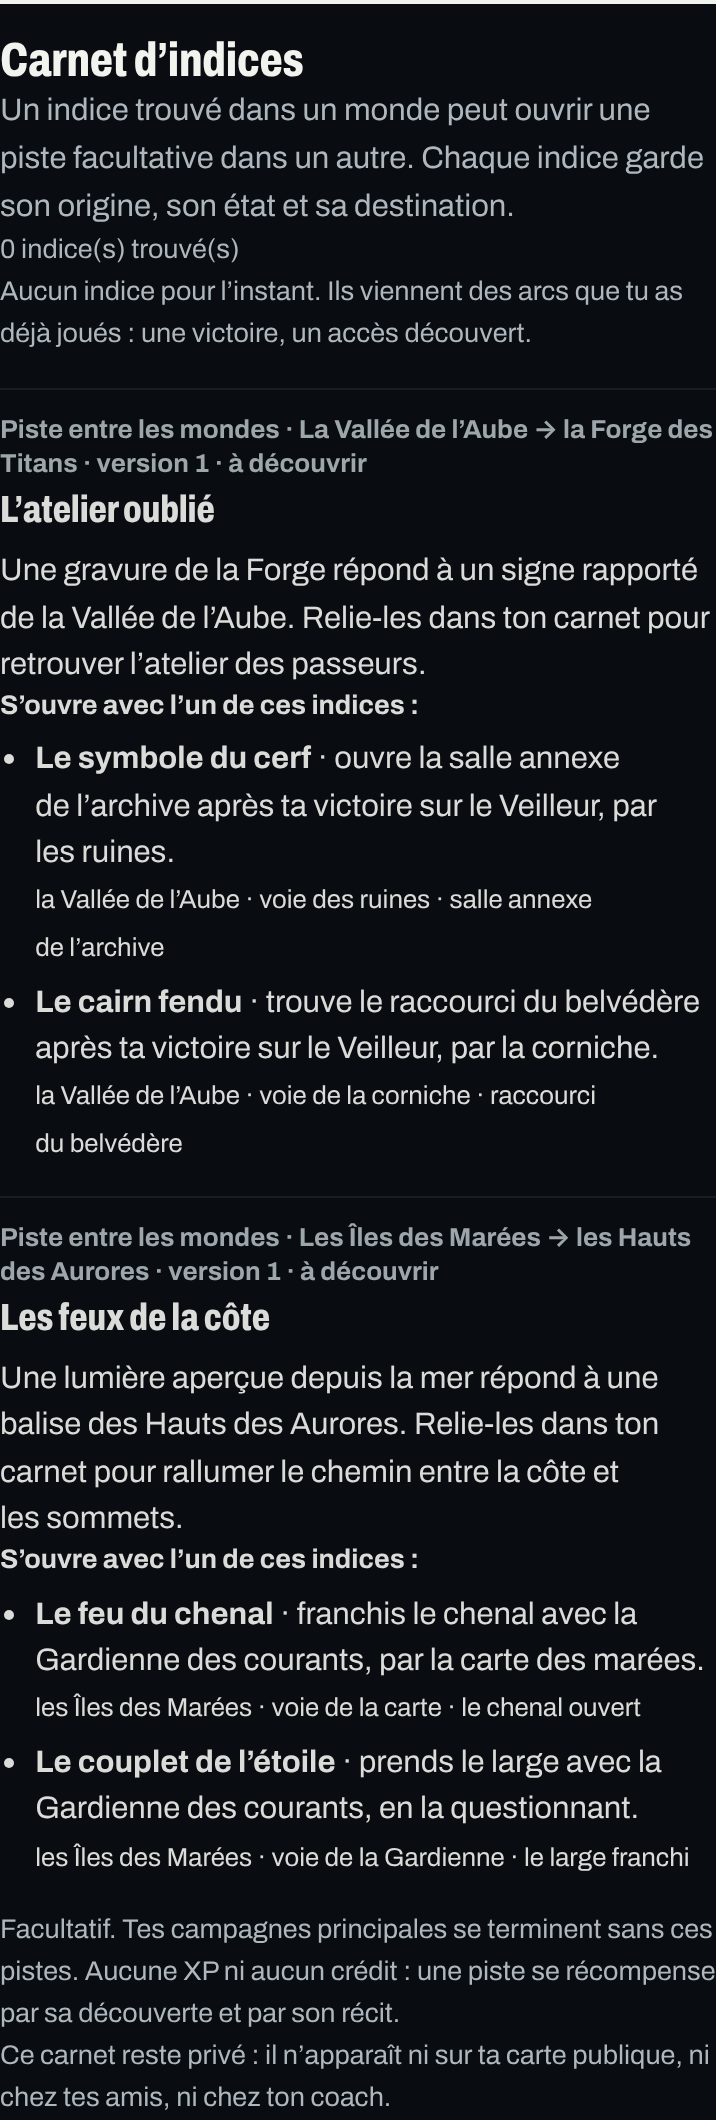 Carnet d’indices
Un indice trouvé dans un monde peut ouvrir une
piste facultative dans un autre. Chaque indice garde
son origine, son état et sa destination.
0 indice(s) trouvé(s)
Aucun indice pour l’instant. Ils viennent des arcs que tu as
déjà joués : une victoire, un accès découvert.
Piste entre les mondes · La Vallée de l’Aube → la Forge des
Titans · version 1 · à découvrir
L’atelier oublié
Une gravure de la Forge répond à un signe rapporté
de la Vallée de l’Aube. Relie-les dans ton carnet pour
retrouver l’atelier des passeurs.
S’ouvre avec l’un de ces indices :
• Le symbole du cerf · ouvre la salle annexe
de l’archive après ta victoire sur le Veilleur, par
les ruines.
la Vallée de l’Aube · voie des ruines · salle annexe
de l’archive
• Le cairn fendu · trouve le raccourci du belvédère
après ta victoire sur le Veilleur, par la corniche.
la Vallée de l’Aube · voie de la corniche · raccourci
du belvédère
Piste entre les mondes · Les Îles des Marées → les Hauts
des Aurores · version 1 · à découvrir
Les feux de la côte
Une lumière aperçue depuis la mer répond à une
balise des Hauts des Aurores. Relie-les dans ton
carnet pour rallumer le chemin entre la côte et
les sommets.
S’ouvre avec l’un de ces indices :
• Le feu du chenal · franchis le chenal avec la
Gardienne des courants, par la carte des marées.
les Îles des Marées · voie de la carte · le chenal ouvert
• Le couplet de l’étoile · prends le large avec la
Gardienne des courants, en la questionnant.
les Îles des Marées · voie de la Gardienne · le large franchi
Facultatif. Tes campagnes principales se terminent sans ces
pistes. Aucune XP ni aucun crédit : une piste se récompense
par sa découverte et par son récit.
Ce carnet reste privé : il n’apparaît ni sur ta carte publique, ni
chez tes amis, ni chez ton coach.